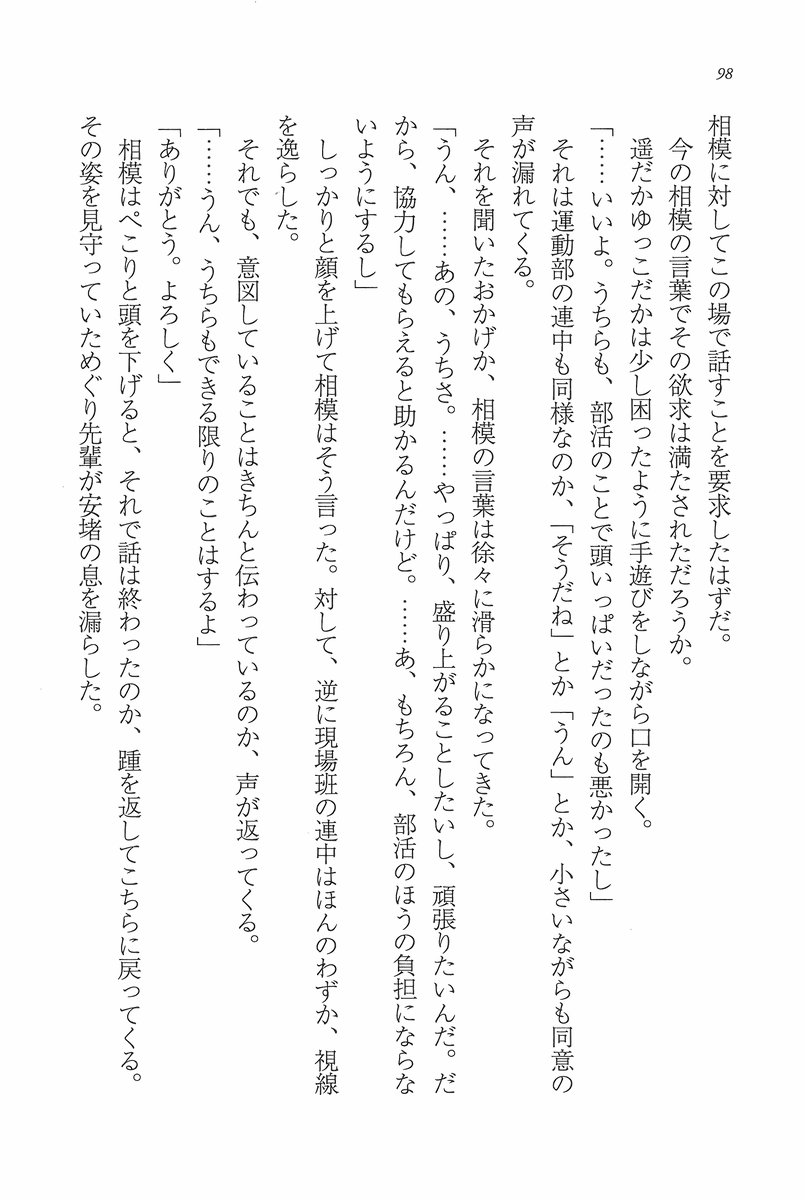 98
相模に対してこの場で話すことを要求したはずだ。
今の相模の言葉でその欲求は満たされただろうか。
遥だかゆっこだかは少し困ったように手遊びをしながら口を開く。
「……いいよ。うちらも、部活のことで頭いっぱいだったのも悪かったし」
それは運動部の連中も同様なのか、「そうだね」とか「うん」とか、小さいながらも同意の
声が漏れてくる。
それを聞いたおかげか、相模の言葉は徐々に滑らかになってきた。
「うん、……あの、うちさ。……やっぱり、盛り上がることしたいし、頑張りたいんだ。だ
から、協力してもらえると助かるんだけど。……あ、もちろん、部活のほうの負担にならな
いようにするし」
しっかりと顔を上げて相模はそう言った。対して、逆に現場班の連中はほんのわずか、視線
を逸らした。
それでも、意図していることはきちんと伝わっているのか、声が返ってくる。
「……うん、うちらもできる限りのことはするよ」
「ありがとう。よろしく」
相模はぺこりと頭を下げると、それで話は終わったのか、踵を返してこちらに戻ってくる。
その姿を見守っていためぐり先輩が安堵の息を漏らした。